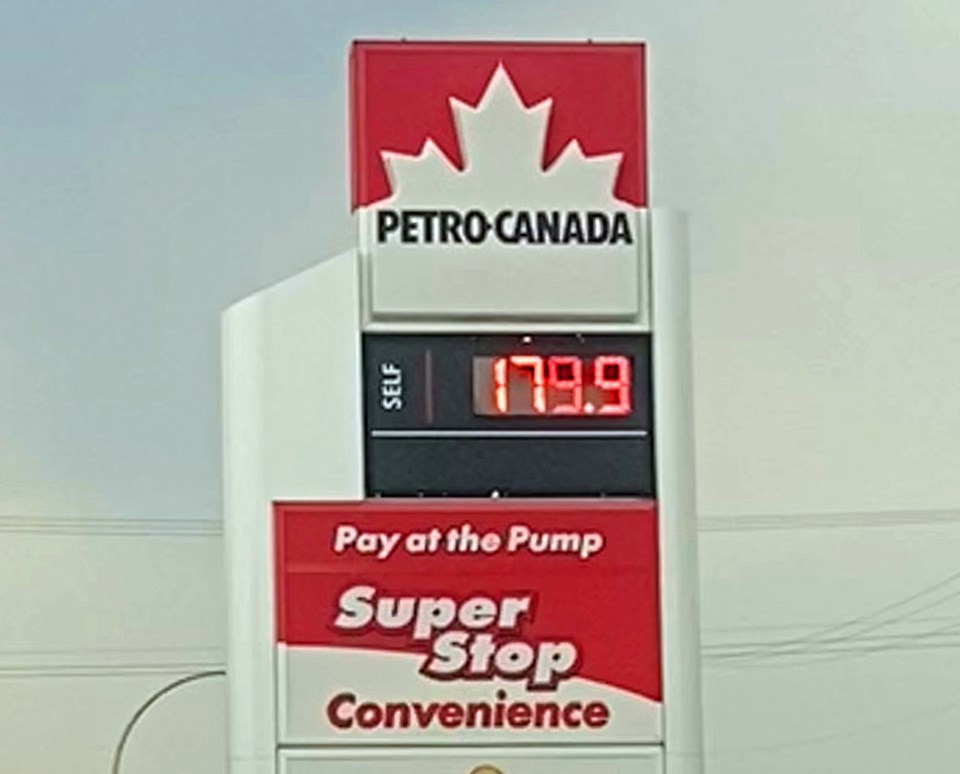 PETRO-CANADA
SELF
179.9
Pay at the Pump
Super
Stop
Convenience